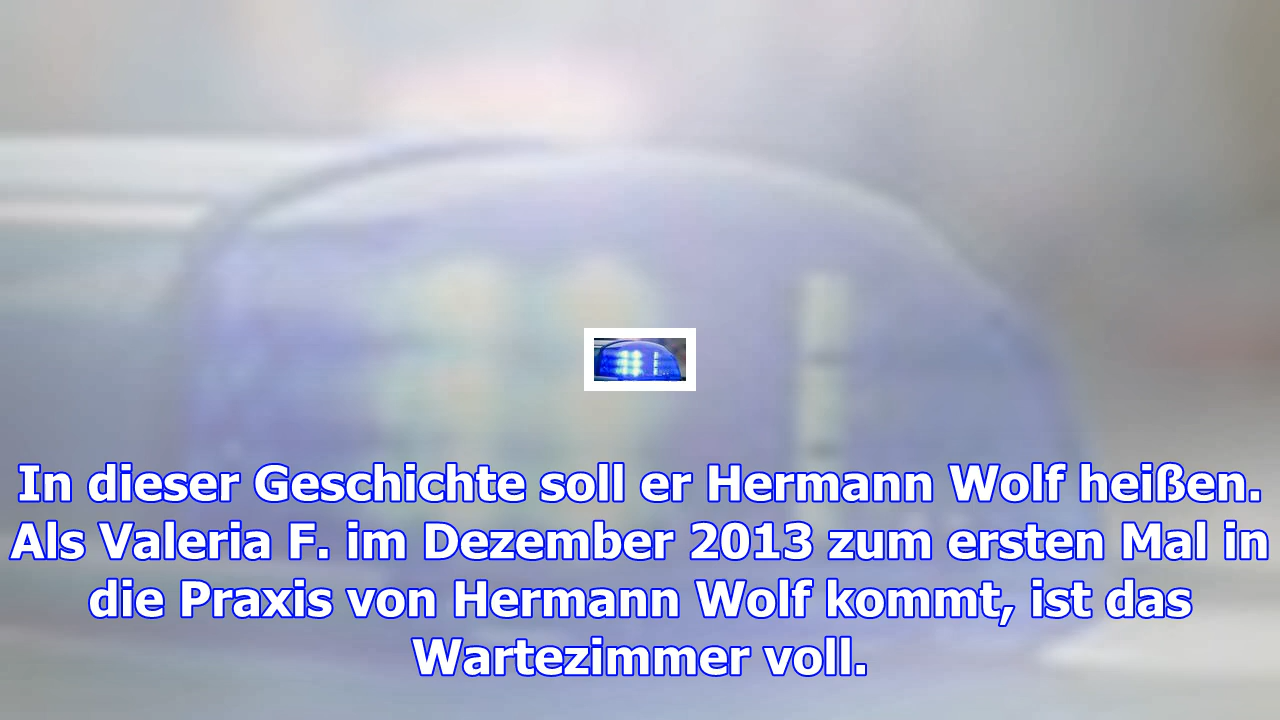 In dieser Geschichte soll er Hermann Wolf heißen.
Als Valeria F. im Dezember 2013 zum ersten Mal in
die Praxis von Hermann Wolf kommt, ist das
Wartezimmer voll.